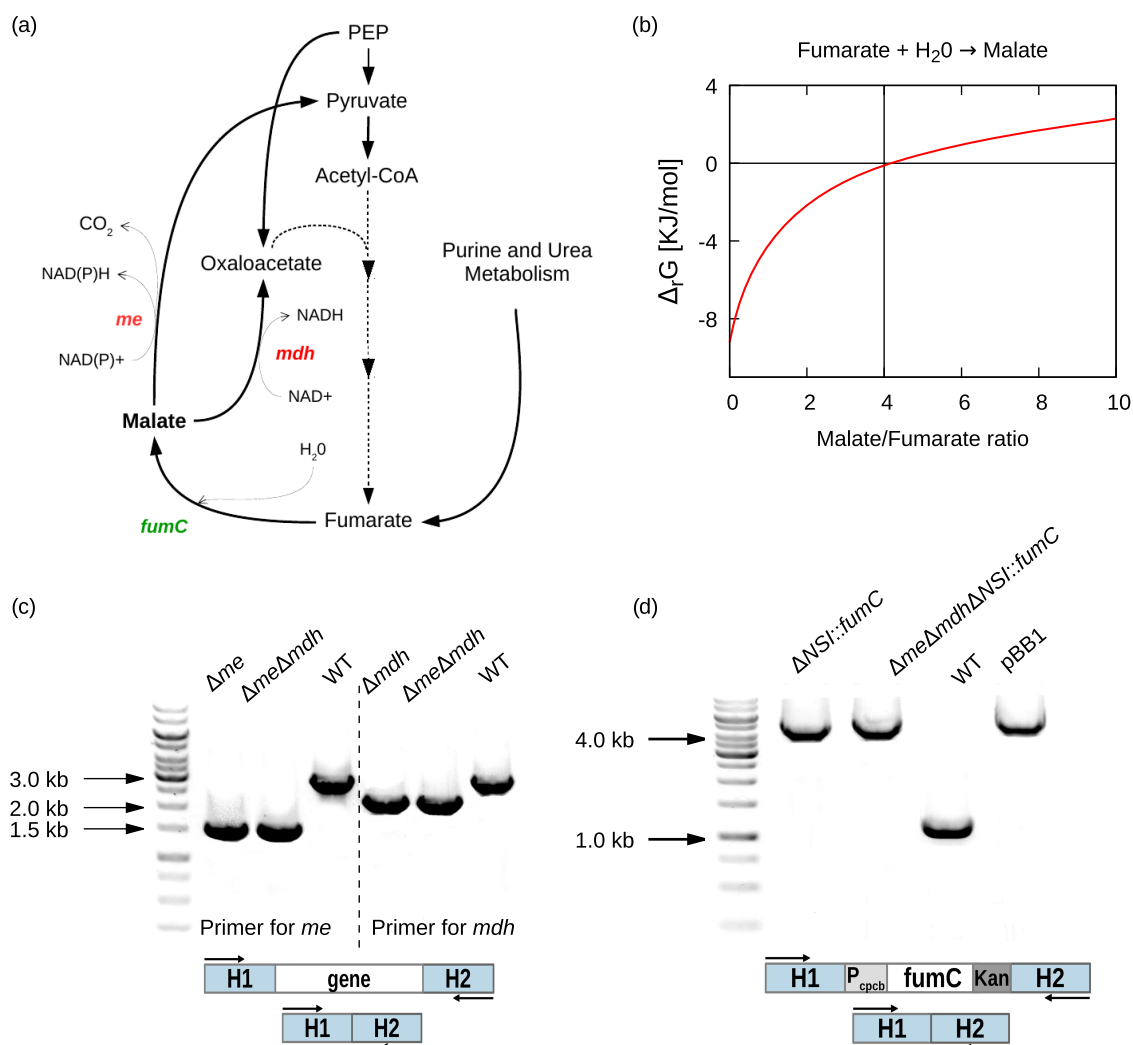 (a)
PEP
Pyruvate
Acetyl-CoA
CO2
NAD(P)H
me
NAD(P)+
Oxaloacetate
NADH
mdh
NAD+
Purine and Urea
Metabolism
Malate
H20
fumC
Fumarate
(b)
Fumarate + H20 → Malate
4
0
-4
-8
ΔrG [KJ/mol]
0 2 4 6 8 10
Malate/Fumarate ratio
(c)
Δme
ΔmeΔmdh
WT
Δmdh
ΔmeΔmdh
WT
3.0 kb
2.0 kb
1.5 kb
Primer for me
Primer for mdh
H1 gene H2
H1 H2
(d)
ΔNSI::fumC
ΔmeΔmdhΔNSI::fumC
WT
pBB1
4.0 kb
1.0 kb
H1 Pcpcb fumC Kan H2
H1 H2